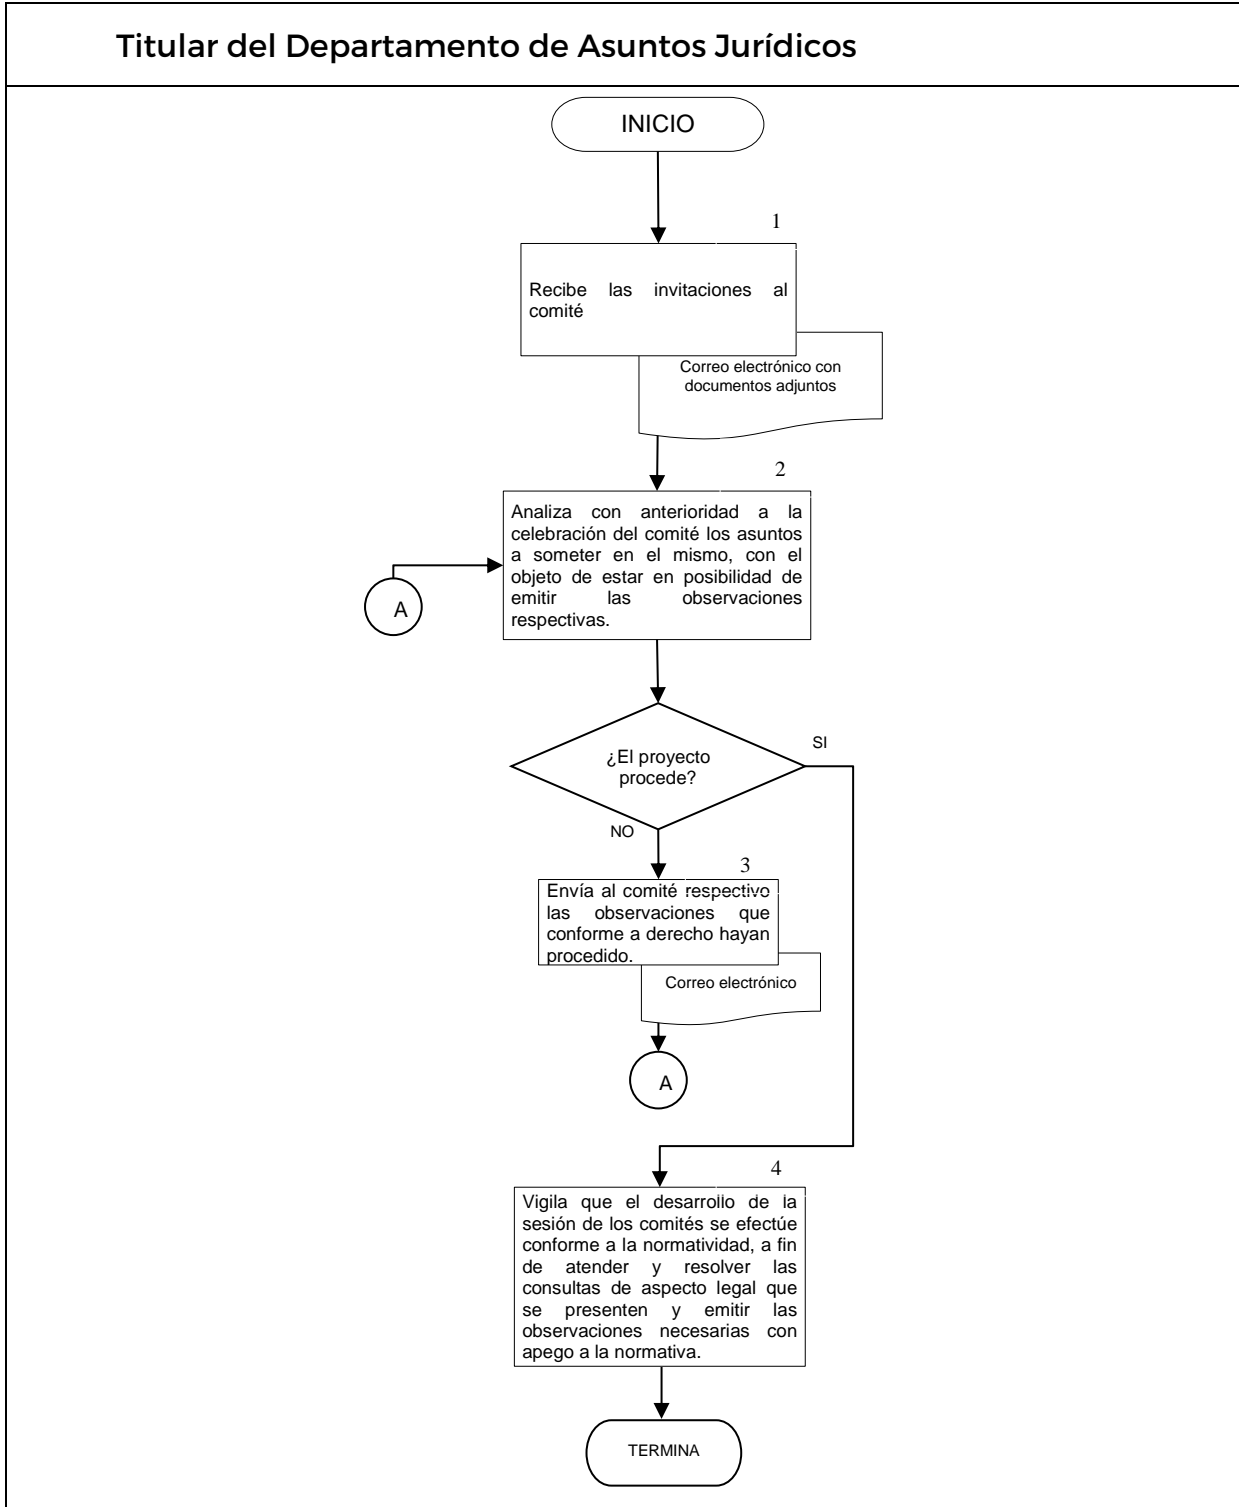 Titular del Departamento de Asuntos Jurídicos
INICIO
1
Recibe las invitaciones al
comité
Correo electrónico con
documentos adjuntos
2
Analiza con anterioridad a la
celebración del comité los asuntos
a someter en el mismo, con el
objeto de estar en posibilidad de
emitir las observaciones
respectivas.
A
¿El proyecto
procede?
SI
NO
3
Envía al comité respectivo
las observaciones que
conforme a derecho hayan
procedido.
Correo electrónico
A
4
Vigila que el desarrollo de la
sesión de los comités se efectúe
conforme a la normatividad, a fin
de atender y resolver las
consultas de aspecto legal que
se presenten y emitir las
observaciones necesarias con
apego a la normativa.
TERMINA